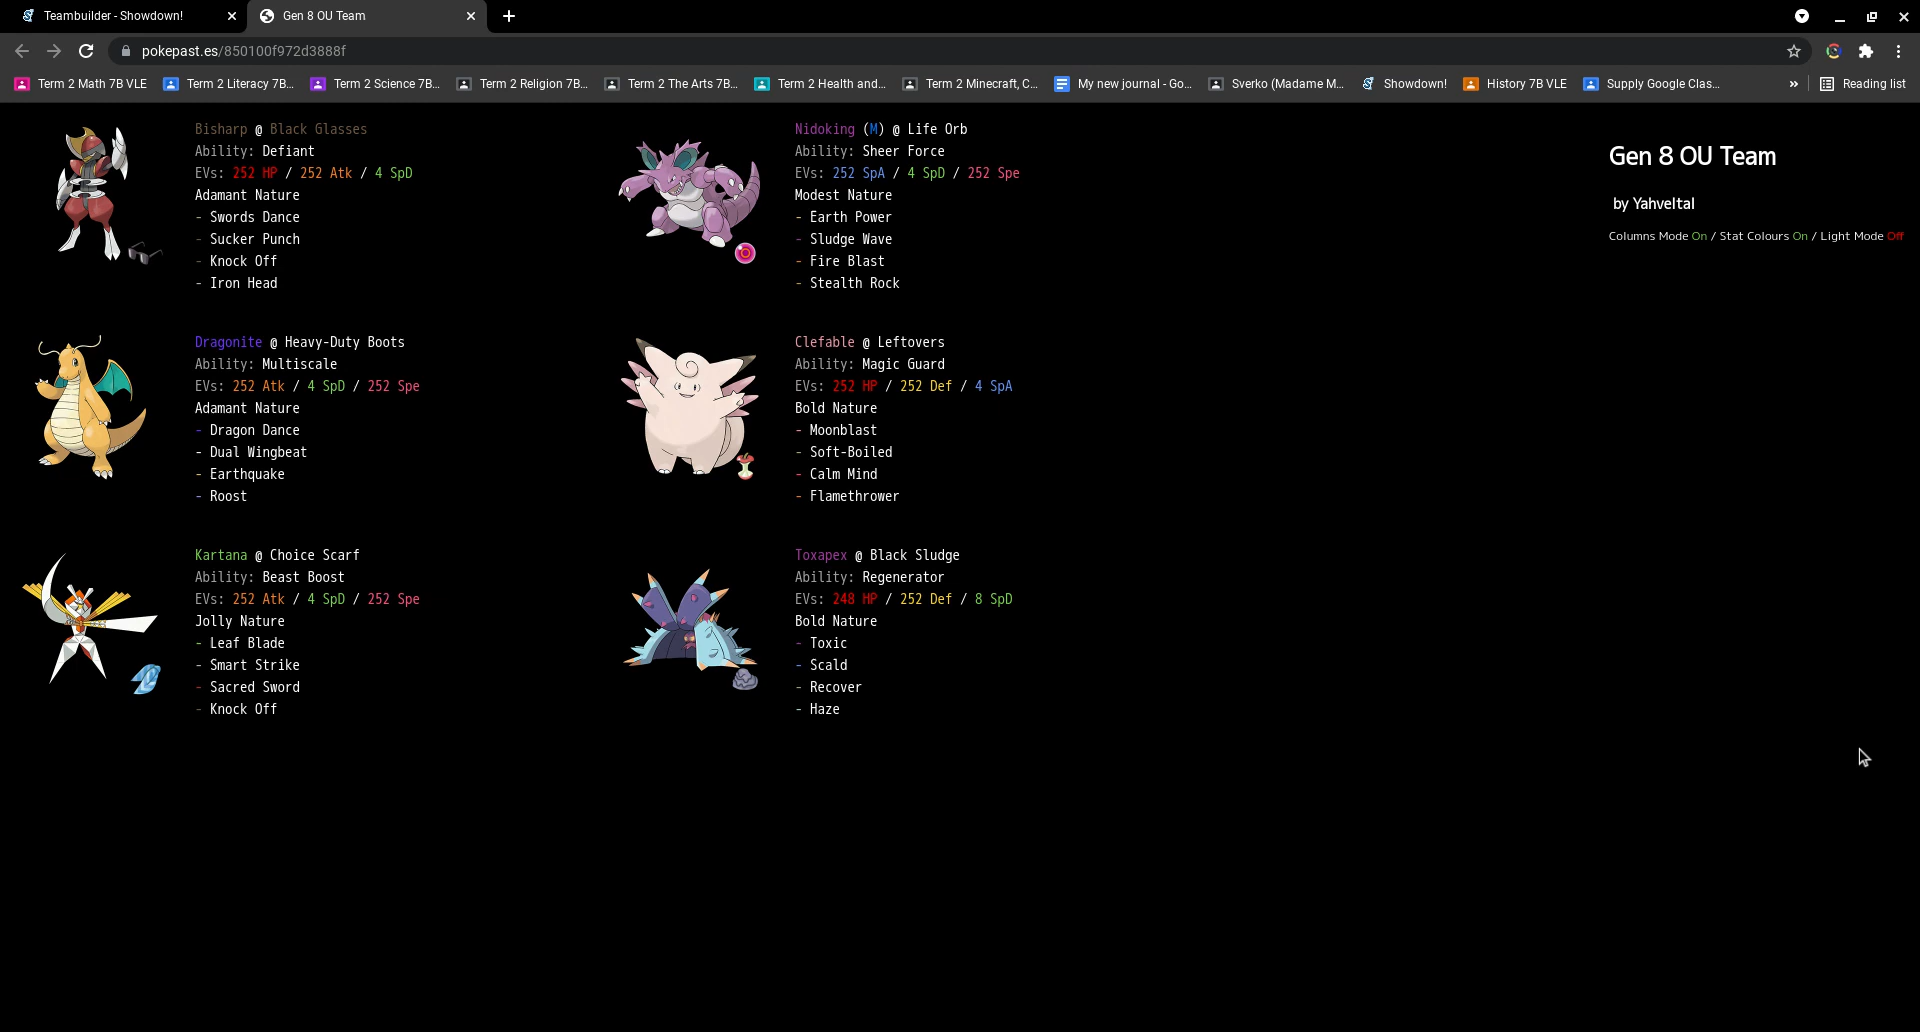 Teambuilder - Showdown!
Gen 8 OU Team
pokepast.es/850100f972d3888f
Term 2 Math 7B VLE
Term 2 Literacy 7B...
Term 2 Science 7B...
Term 2 Religion 7B...
Term 2 The Arts 7B...
Term 2 Health and...
Term 2 Minecraft, C...
My new journal - Go...
Sverko (Madame M...
Showdown!
History 7B VLE
Supply Google Clas...
»
Reading list
Bisharp @ Black Glasses
Ability: Defiant
EVs: 252 HP / 252 Atk / 4 SpD
Adamant Nature
- Swords Dance
- Sucker Punch
- Knock Off
- Iron Head
Nidoking (M) @ Life Orb
Ability: Sheer Force
EVs: 252 SpA / 4 SpD / 252 Spe
Modest Nature
- Earth Power
- Sludge Wave
- Fire Blast
- Stealth Rock
Dragonite @ Heavy-Duty Boots
Ability: Multiscale
EVs: 252 Atk / 4 SpD / 252 Spe
Adamant Nature
- Dragon Dance
- Dual Wingbeat
- Earthquake
- Roost
Clefable @ Leftovers
Ability: Magic Guard
EVs: 252 HP / 252 Def / 4 SpA
Bold Nature
- Moonblast
- Soft-Boiled
- Calm Mind
- Flamethrower
Kartana @ Choice Scarf
Ability: Beast Boost
EVs: 252 Atk / 4 SpD / 252 Spe
Jolly Nature
- Leaf Blade
- Smart Strike
- Sacred Sword
- Knock Off
Toxapex @ Black Sludge
Ability: Regenerator
EVs: 248 HP / 252 Def / 8 SpD
Bold Nature
- Toxic
- Scald
- Recover
- Haze
Gen 8 OU Team
by Yahveltal
Columns Mode On / Stat Colours On / Light Mode Off